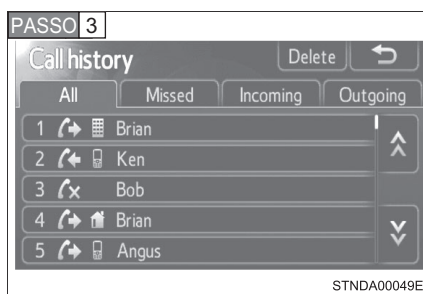 PASSO 3
Call history Delete
All Missed Incoming Outgoing
1 Brian
2 Ken
3 Bob
4 Brian
5 Angus
STNDA00049E